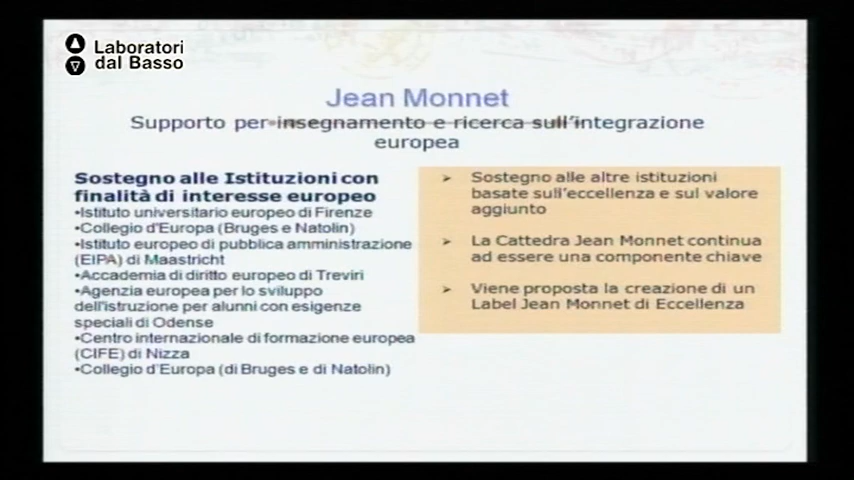 Laboratori
dal Basso
Jean Monnet
Supporto per insegnamento e ricerca sull'integrazione
europea
Sostegno alle Istituzioni con
finalità di interesse europeo
•Istituto universitario europeo di Firenze
•Collegio d'Europa (Bruges e Natolin)
•Istituto europeo di pubblica amministrazione
(EIPA) di Maastricht
•Accademia di diritto europeo di Treviri
•Agenzia europea per lo sviluppo
dell'istruzione per alunni con esigenze
speciali di Odense
•Centro internazionale di formazione europea
(CIFE) di Nizza
•Collegio d'Europa (di Bruges e di Natolin)
➢ Sostegno alle altre istituzioni
basate sull'eccellenza e sul valore
aggiunto
➢ La Cattedra Jean Monnet continua
ad essere una componente chiave
➢ Viene proposta la creazione di un
Label Jean Monnet di Eccellenza